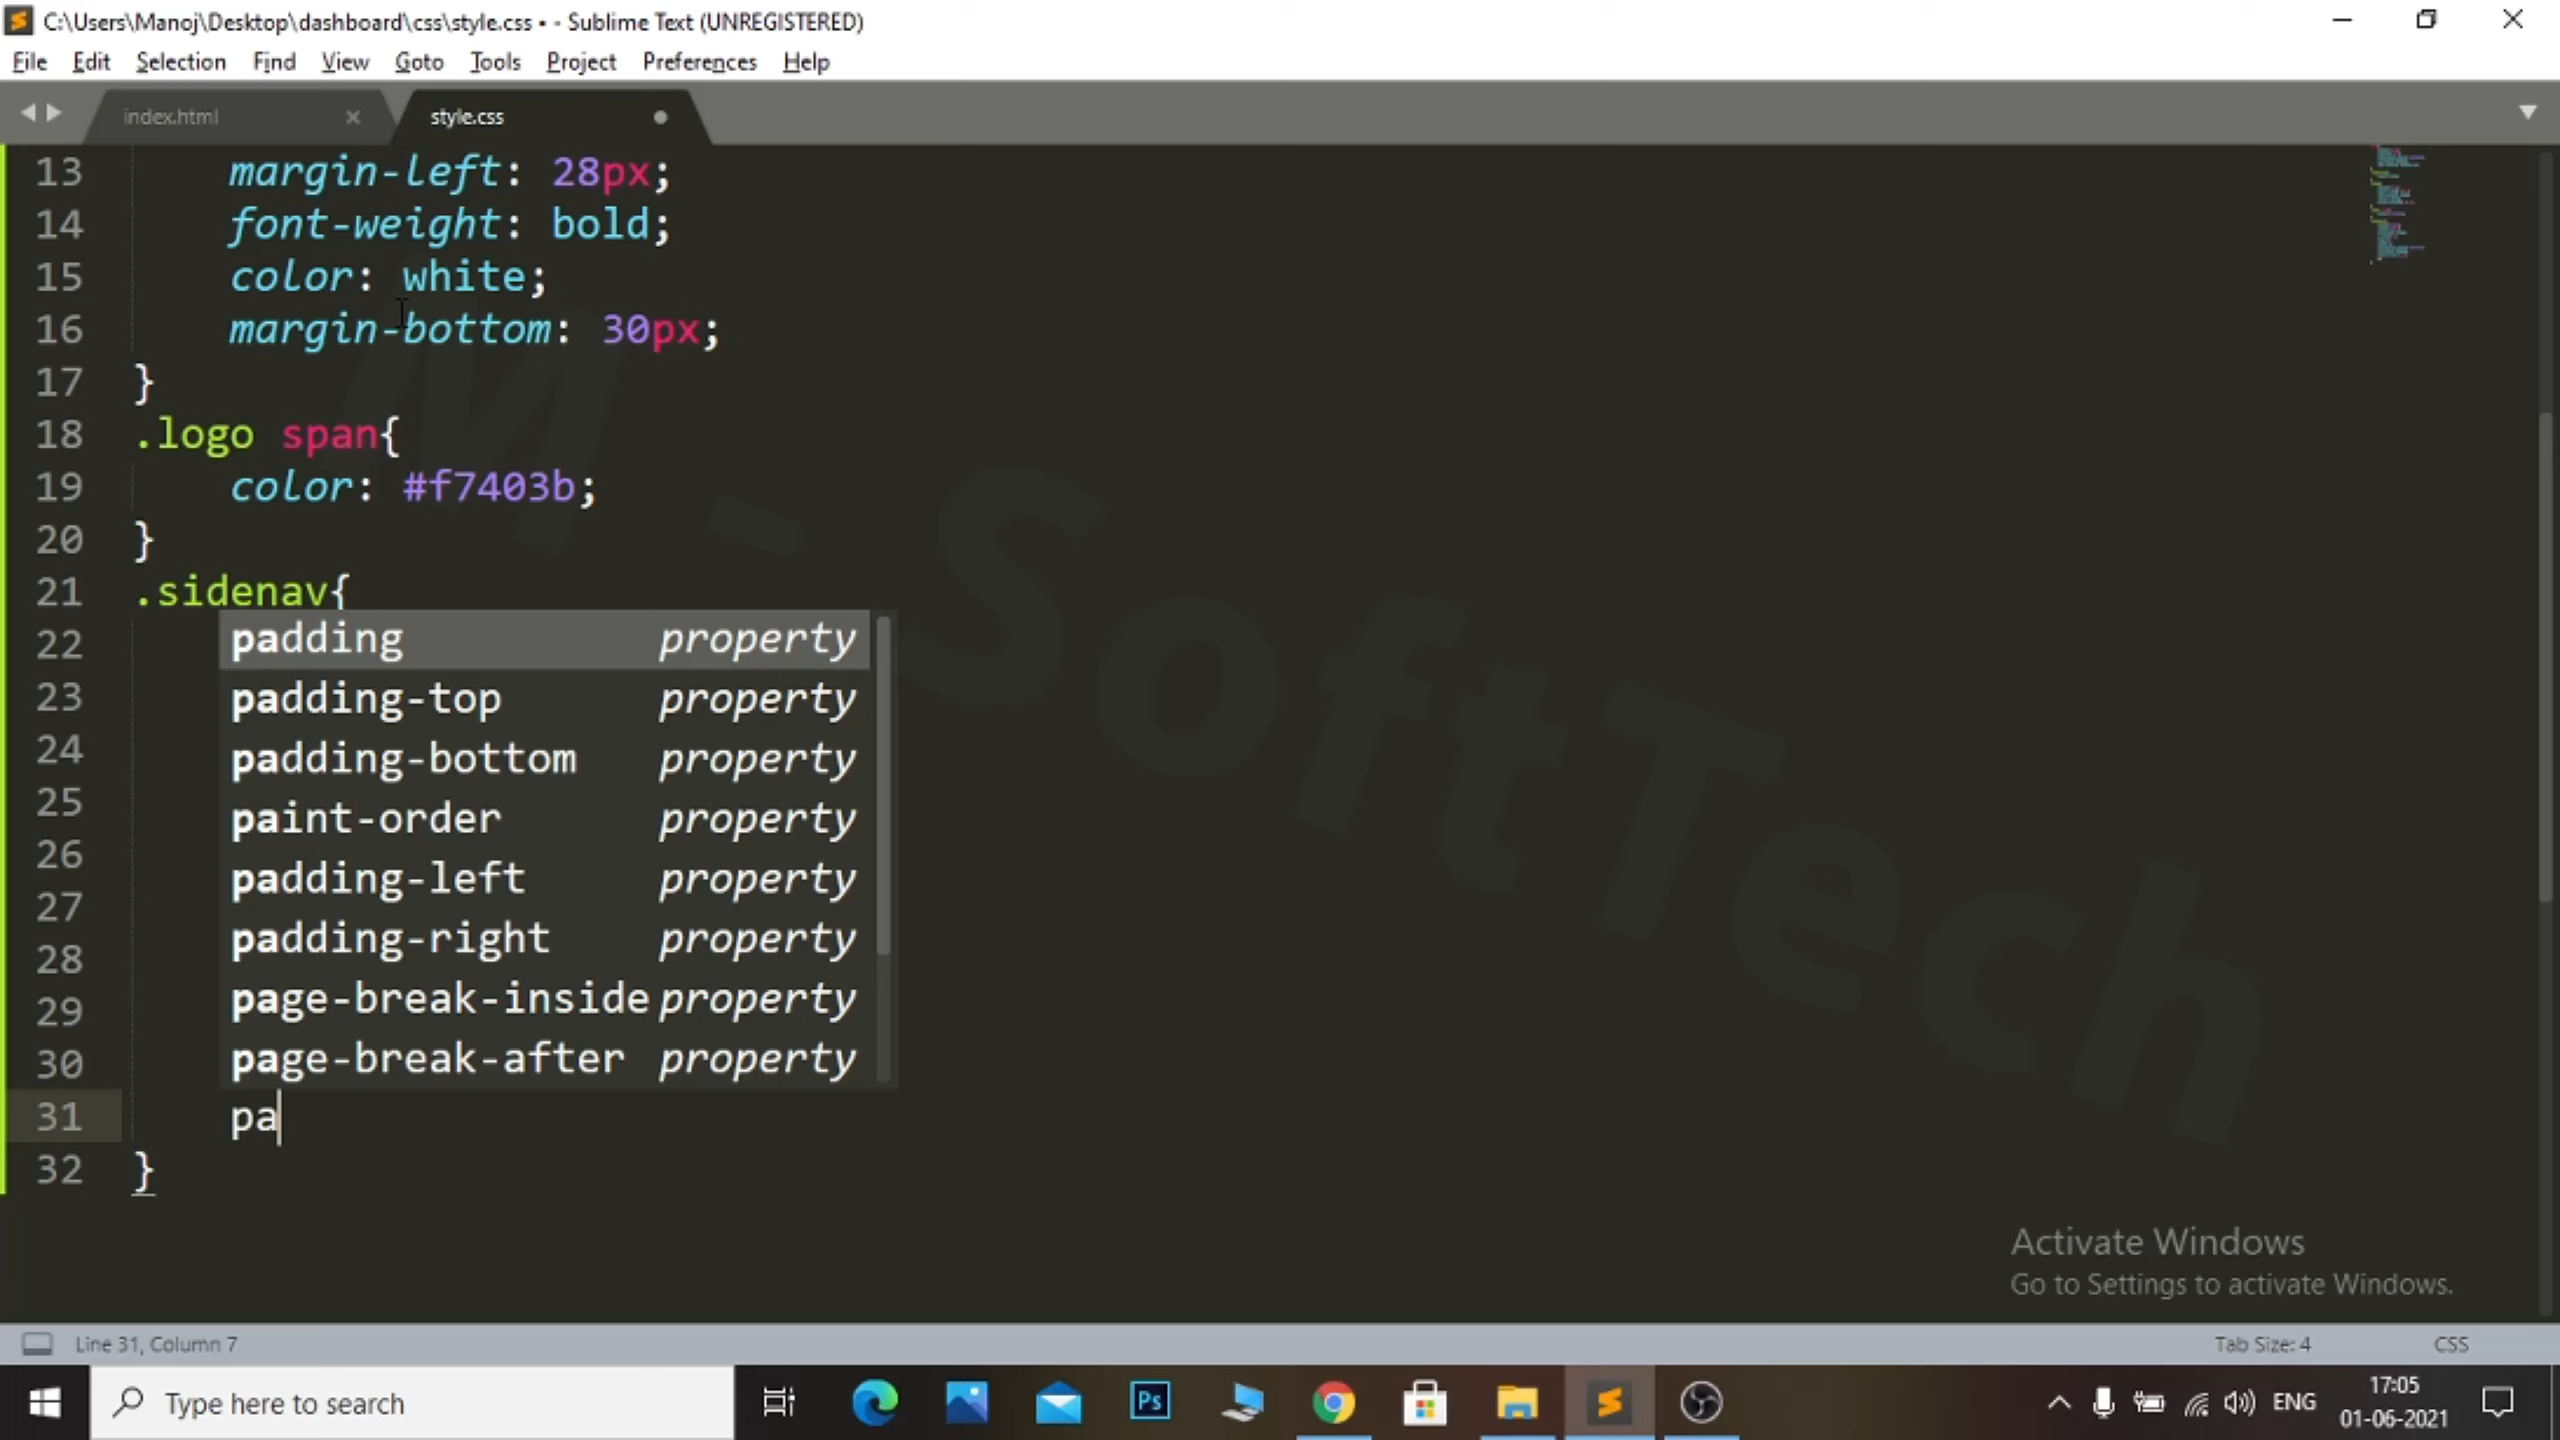 C:\Users\Manoj\Desktop\dashboard\css\style.css • - Sublime Text (UNREGISTERED)
File Edit Selection Find View Goto Tools Project Preferences Help
index.html style.css
13 margin-left: 28px;
14 font-weight: bold;
15 color: white;
16 margin-bottom: 30px;
17 }
18 .logo span{
19 color: #f7403b;
20 }
21 .sidenav{
22 padding property
23 padding-top property
24 padding-bottom property
25 paint-order property
26 padding-left property
27 padding-right property
28 page-break-inside property
29
30 page-break-after property
31 pa
32 }
M - SoftTech
Activate Windows
Go to Settings to activate Windows.
Line 31, Column 7 Tab Size: 4 CSS
Type here to search Ps ENG 17:05
01-06-2021